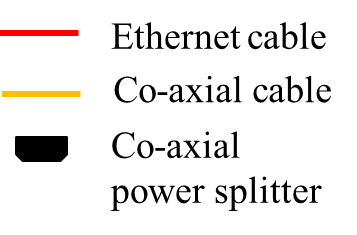 Ethernet cable
Co-axial cable
Co-axial
power splitter